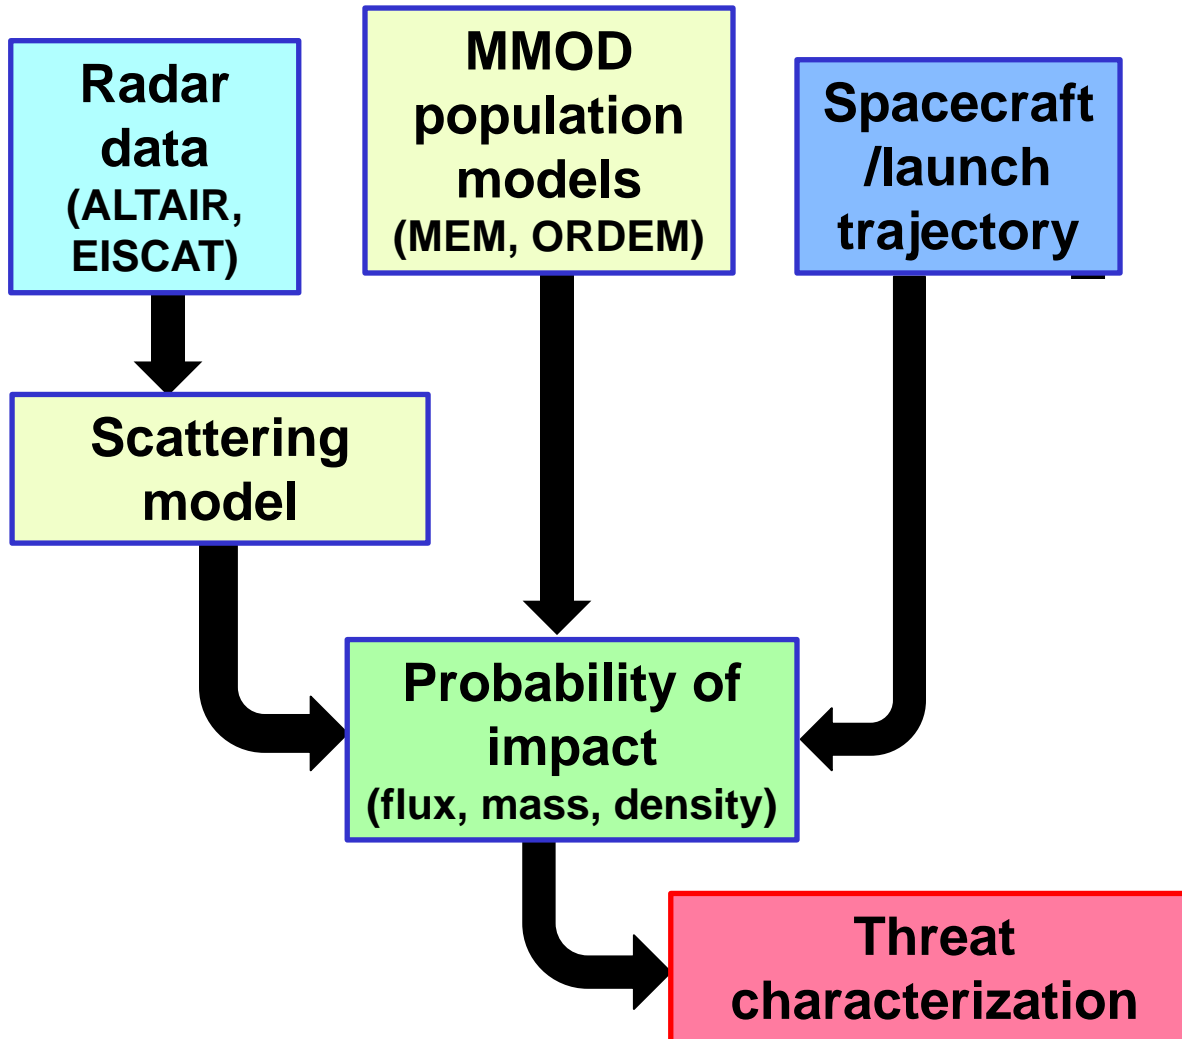 Radar
data
(ALTAIR,
EISCAT)
MMOD
population
models
(MEM, ORDEM)
Spacecraft
/launch
trajectory
Scattering
model
Probability of
impact
(flux, mass, density)
Threat
characterization